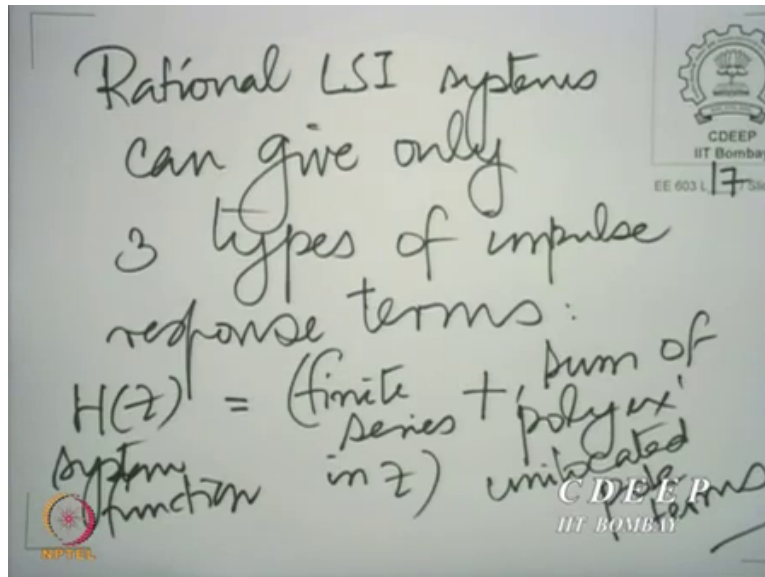 Rational LSI systems
can give only
3 types of impulse
response terms:
H(Z) = (finite series in Z) + sum of 'polyex' unilocated pole terms
system function
CDEEP
IIT Bombay
EE 603 L 17 / Slide
NPTEL
CDEEP
IIT BOMBAY